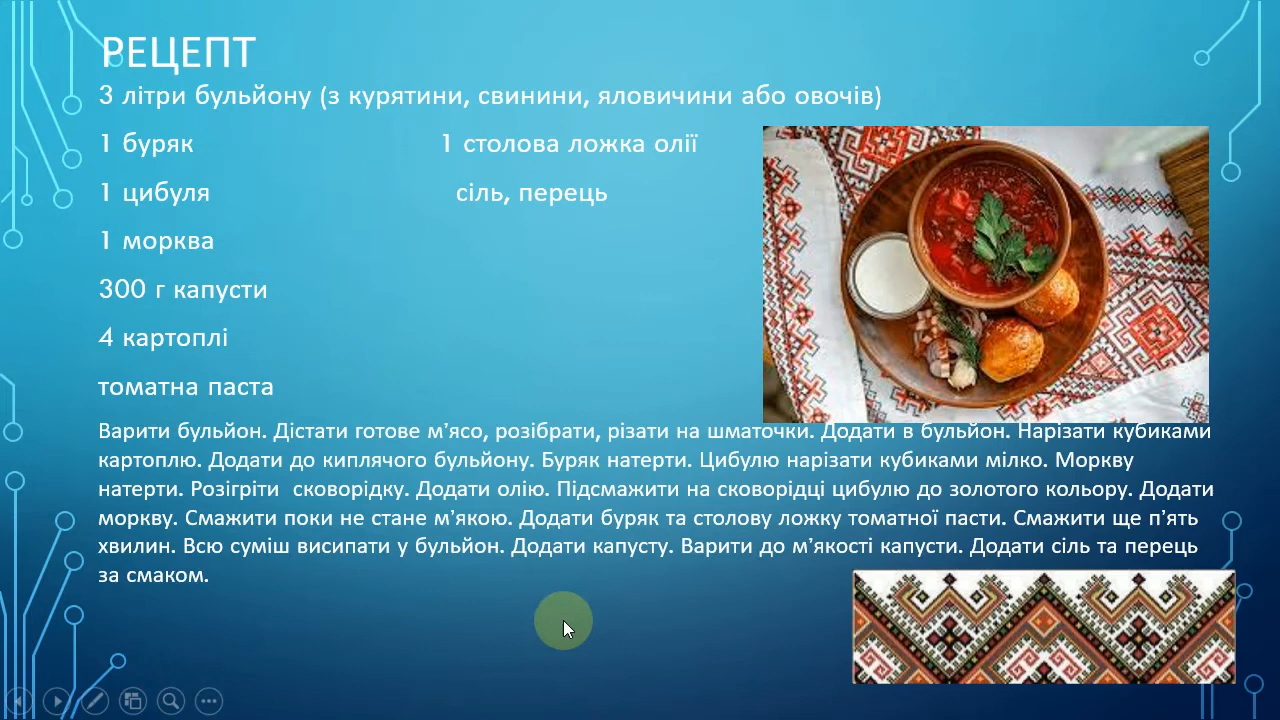 РЕЦЕПТ
3 літри бульйону (з курятини, свинини, яловичини або овочів)
1 буряк 1 столова ложка олії
1 цибуля сіль, перець
1 морква
300 г капусти
4 картоплі
томатна паста
Варити бульйон. Дістати готове м’ясо, розібрати, різати на шматочки. Додати в бульйон. Нарізати кубиками
картоплю. Додати до киплячого бульйону. Буряк натерти. Цибулю нарізати кубиками мілко. Моркву
натерти. Розігріти сковорідку. Додати олію. Підсмажити на сковорідці цибулю до золотого кольору. Додати
моркву. Смажити поки не стане м’якою. Додати буряк та столову ложку томатної пасти. Смажити ще п’ять
хвилин. Всю суміш висипати у бульйон. Додати капусту. Варити до м’якості капусти. Додати сіль та перець
за смаком.